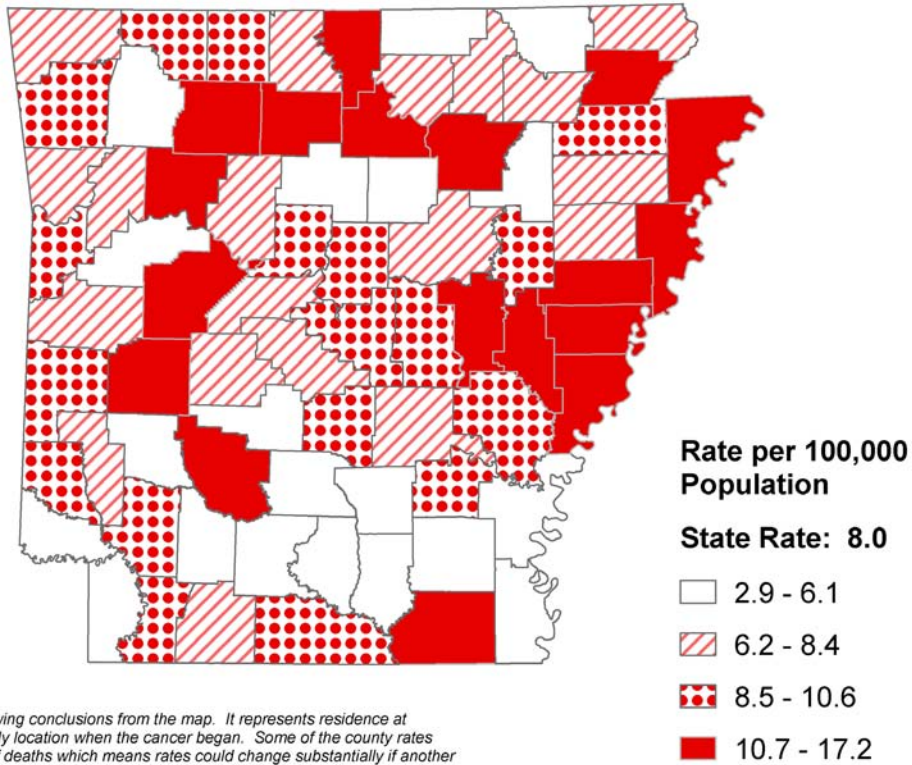 Rate per 100,000
Population
State Rate: 8.0
2.9 - 6.1
6.2 - 8.4
8.5 - 10.6
10.7 - 17.2
conclusions from the map. It represents residence at
location when the cancer began. Some of the county rates
deaths which means rates could change substantially if another